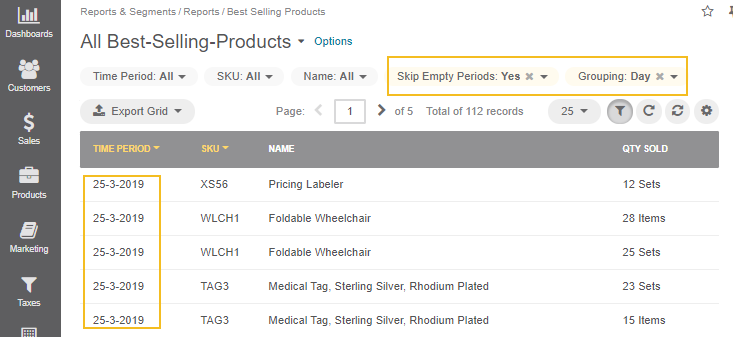 Reports & Segments / Reports / Best Selling Products
All Best-Selling-Products Options
Time Period: All SKU: All Name: All Skip Empty Periods: Yes Grouping: Day
Export Grid Page: 1 of 5 Total of 112 records 25
TIME PERIOD SKU NAME QTY SOLD
25-3-2019 XS56 Pricing Labeler 12 Sets
25-3-2019 WLCH1 Foldable Wheelchair 28 Items
25-3-2019 WLCH1 Foldable Wheelchair 25 Sets
25-3-2019 TAG3 Medical Tag, Sterling Silver, Rhodium Plated 23 Sets
25-3-2019 TAG3 Medical Tag, Sterling Silver, Rhodium Plated 15 Items
Dashboards
Customers
Sales
Products
Marketing
Taxes